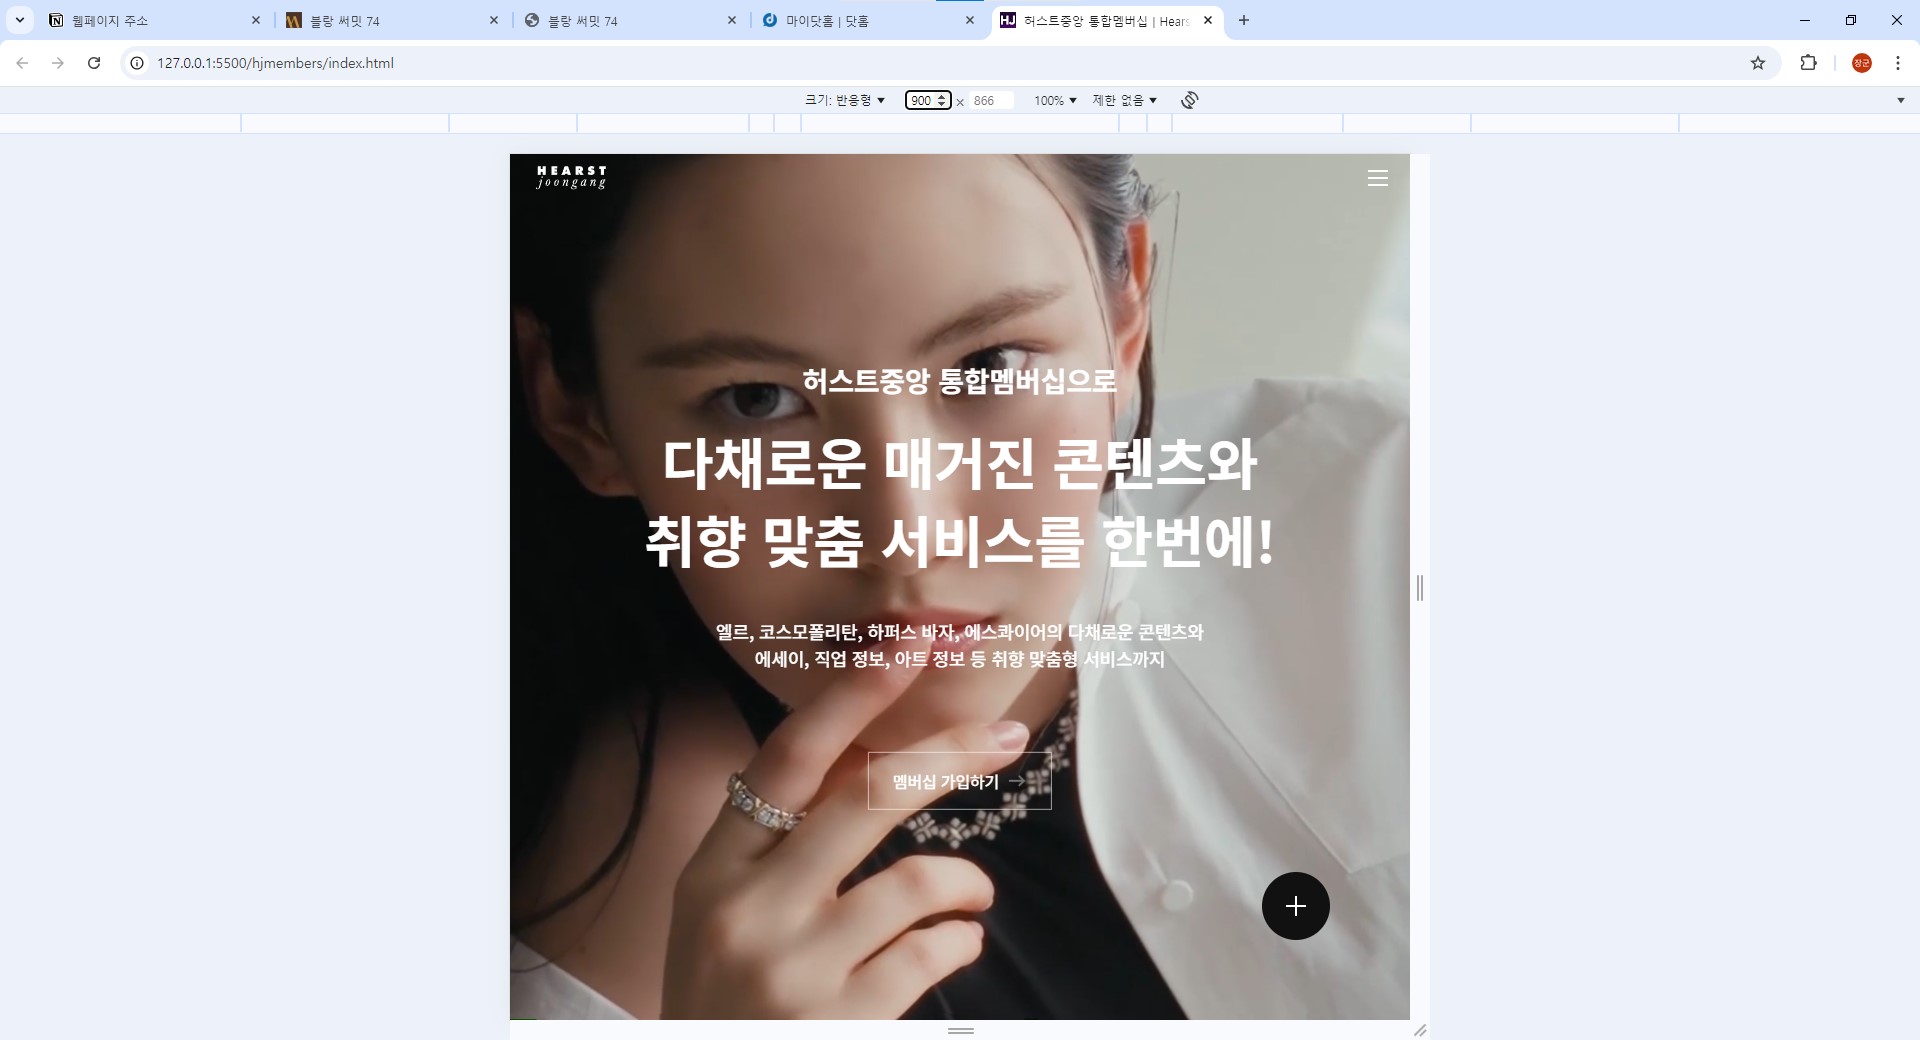 웹페이지 주소
블랑 써밋 74
블랑 써밋 74
마이닷홈 | 닷홈
HJ
허스트중앙 통합멤버십 | Hears
127.0.0.1:5500/hjmembers/index.html
장군
크기: 반응형
900 × 866
100%
제한 없음
HEARST
joongang
허스트중앙 통합멤버십으로
다채로운 매거진 콘텐츠와
취향 맞춤 서비스를 한번에!
엘르, 코스모폴리탄, 하퍼스 바자, 에스콰이어의 다채로운 콘텐츠와
에세이, 직업 정보, 아트 정보 등 취향 맞춤형 서비스까지
멤버십 가입하기 →